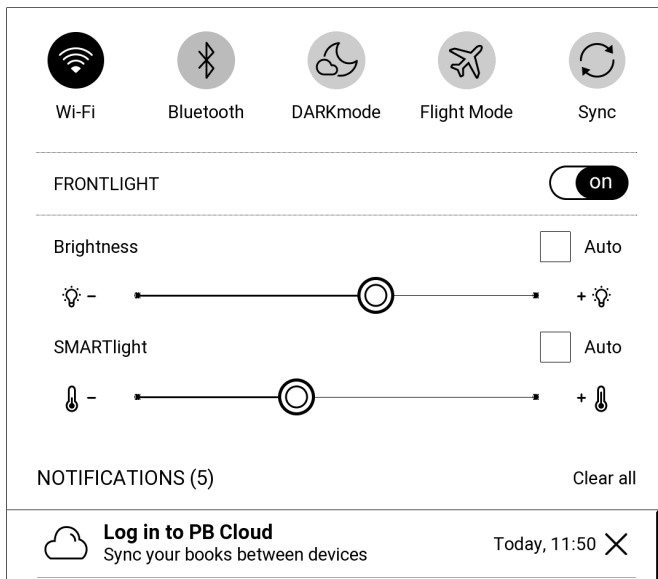 Wi-Fi Bluetooth DARKmode Flight Mode Sync
FRONTLIGHT on
Brightness Auto
− +
SMARTlight Auto
− +
NOTIFICATIONS (5) Clear all
Log in to PB Cloud
Sync your books between devices
Today, 11:50